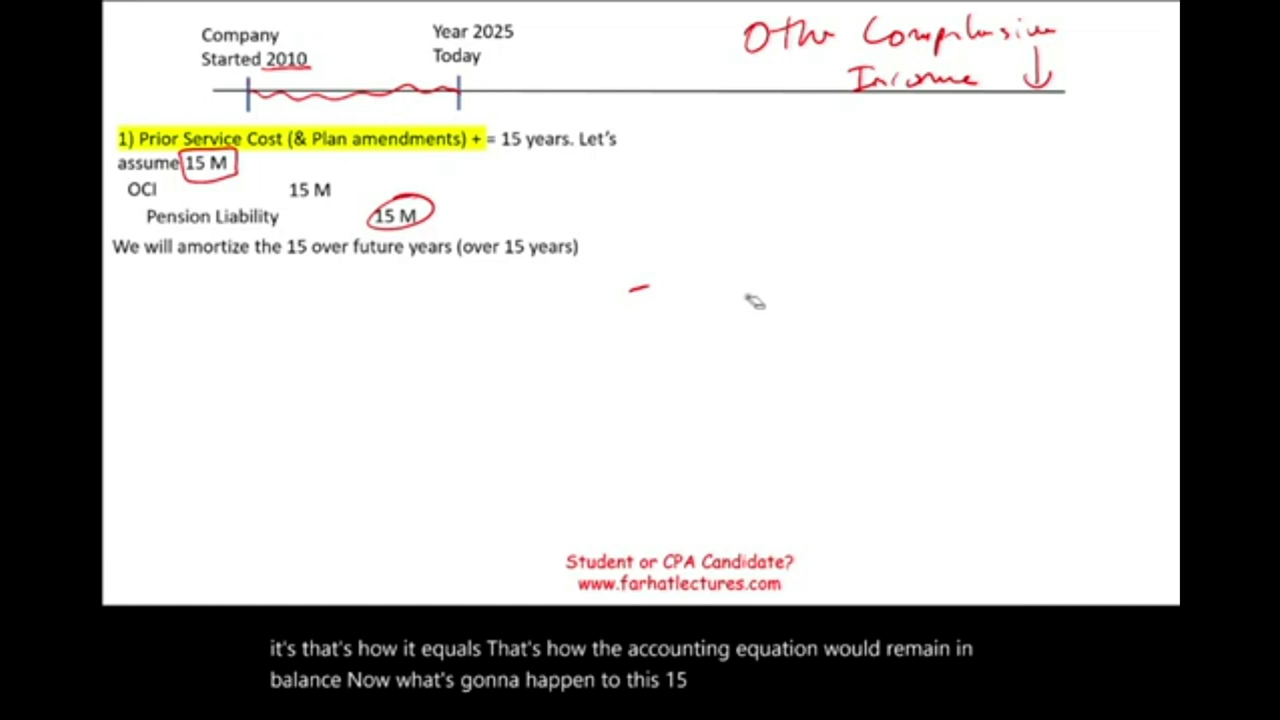 Company
Started 2010
Year 2025
Today
Other Comprehensive
Income
1) Prior Service Cost (& Plan amendments) + = 15 years. Let's
assume 15 M
OCI 15 M
Pension Liability 15 M
We will amortize the 15 over future years (over 15 years)
Student or CPA Candidate?
www.farhatlectures.com
it's that's how it equals That's how the accounting equation would remain in
balance Now what's gonna happen to this 15